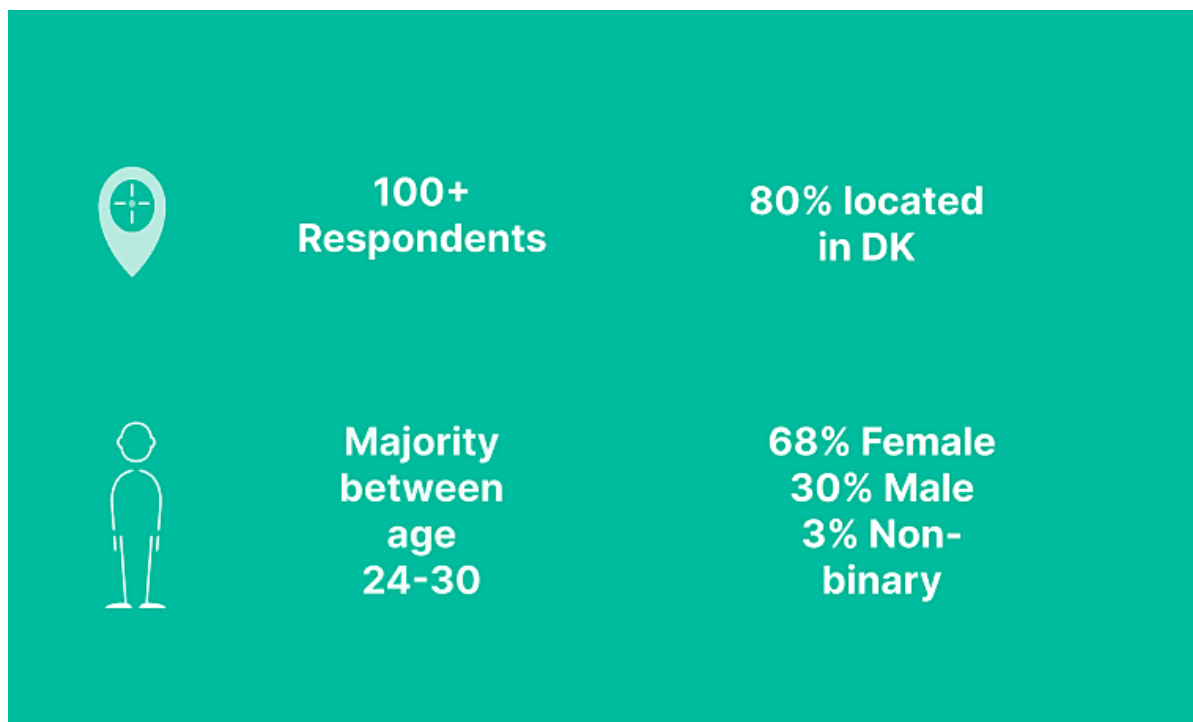 100+
Respondents
80% located
in DK
Majority
between
age
24-30
68% Female
30% Male
3% Non-
binary